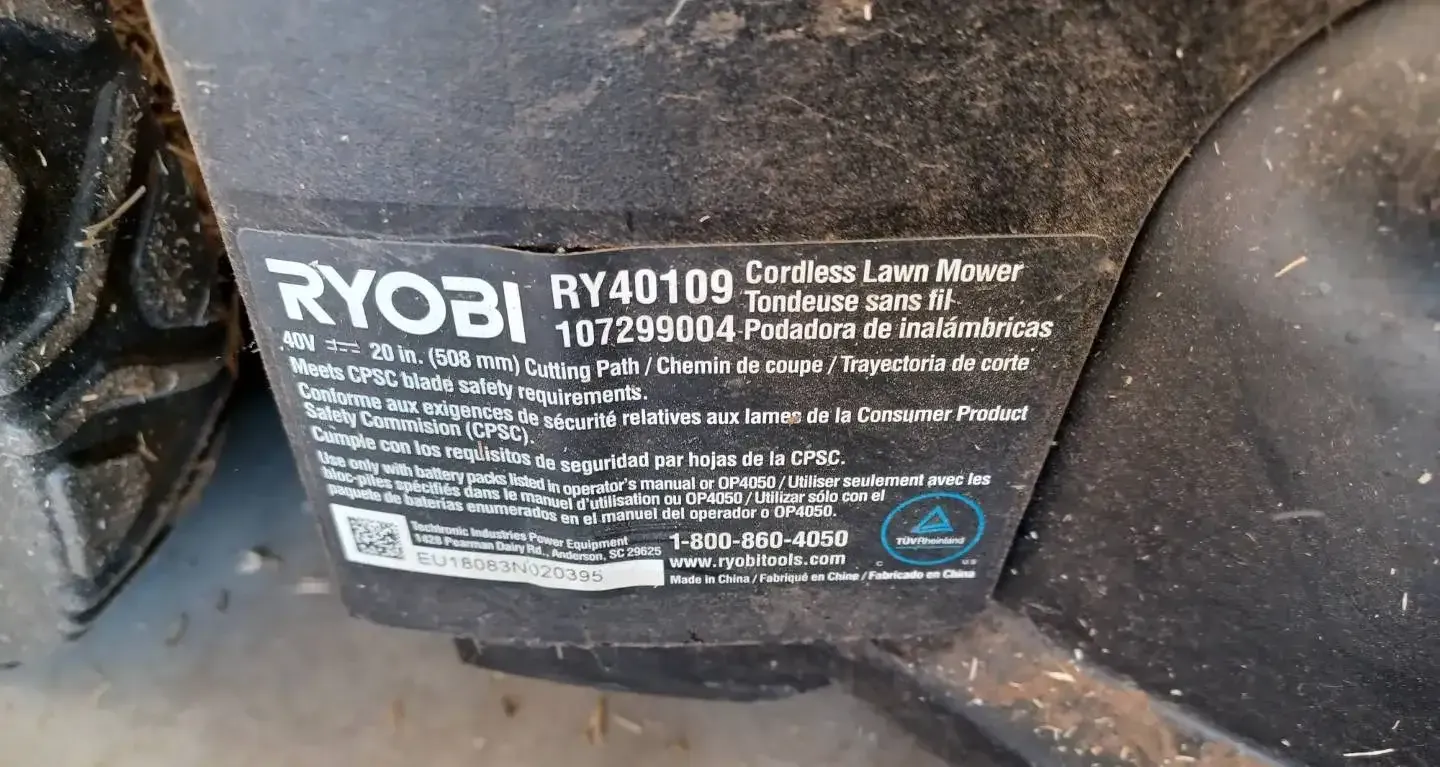 RYOBI
RY40109
107299004
Cordless Lawn Mower
Tondeuse sans fil
Podadora de inalámbricas
40V 20 in. (508 mm) Cutting Path / Chemin de coupe / Trayectoria de corte
Meets CPSC blade safety requirements.
Conforme aux exigences de sécurité relatives aux lames de la Consumer Product
Safety Commision (CPSC).
Cumple con los requisitos de seguridad par hojas de la CPSC.
Use only with battery packs listed in operator's manual or OP4050 / Utiliser seulement avec les
bloc-piles spécifiés dans le manuel d'utilisation ou OP4050 / Utilizar sólo con el
paquete de baterías enumerados en el manuel del operador o OP4050.
Techtronic Industries Power Equipment
1428 Pearman Dairy Rd., Anderson, SC 29625
EU18083N020395
1-800-860-4050
www.ryobitools.com
Made in China / Fabriqué en Chine / Fabricado en China
TÜVRheinland
C US